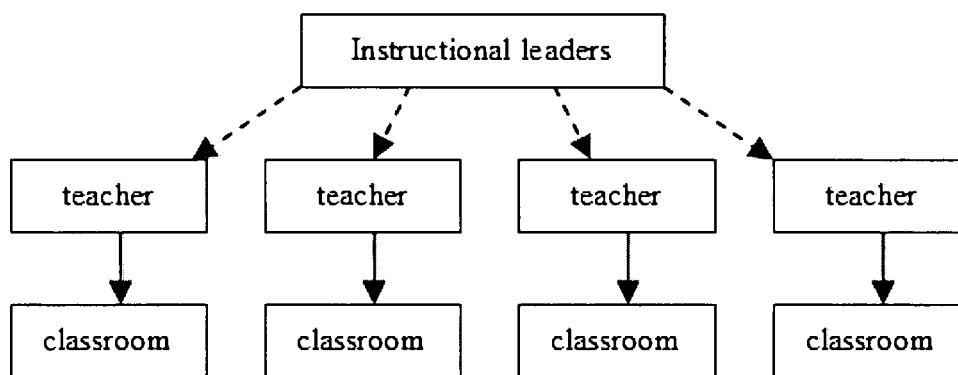 Instructional leaders
teacher
teacher
teacher
teacher
classroom
classroom
classroom
classroom